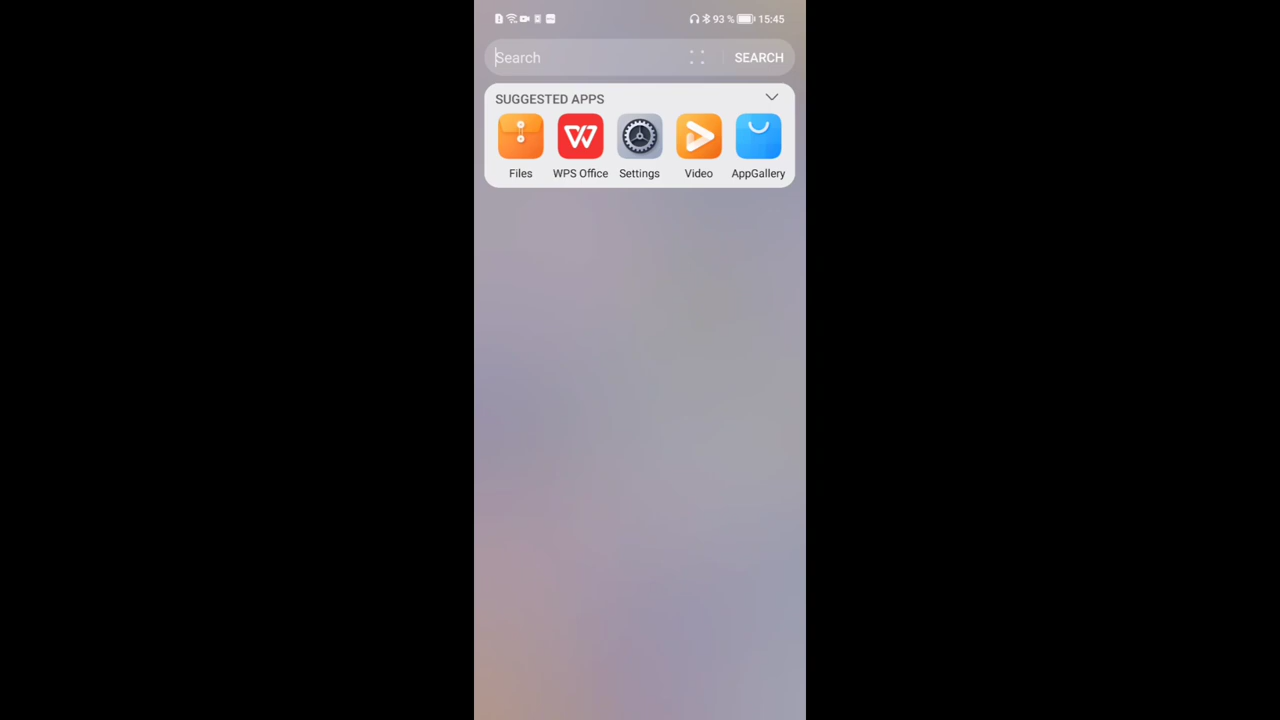 93 % 15:45
Search SEARCH
SUGGESTED APPS
Files WPS Office Settings Video AppGallery